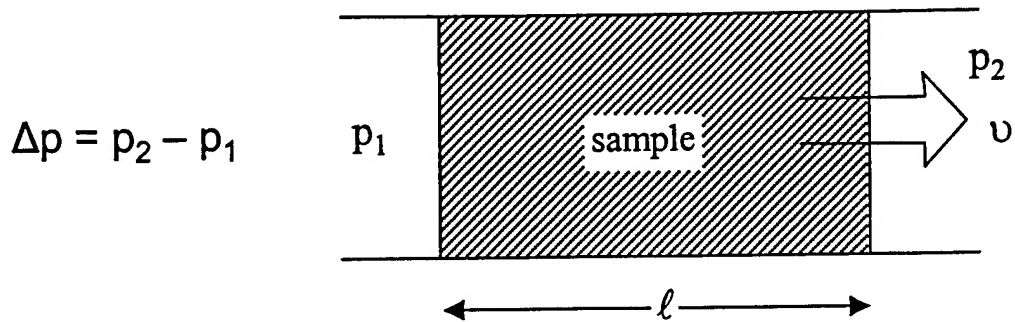 Δp = p₂ – p₁
p₁
sample
p₂
υ
ℓ